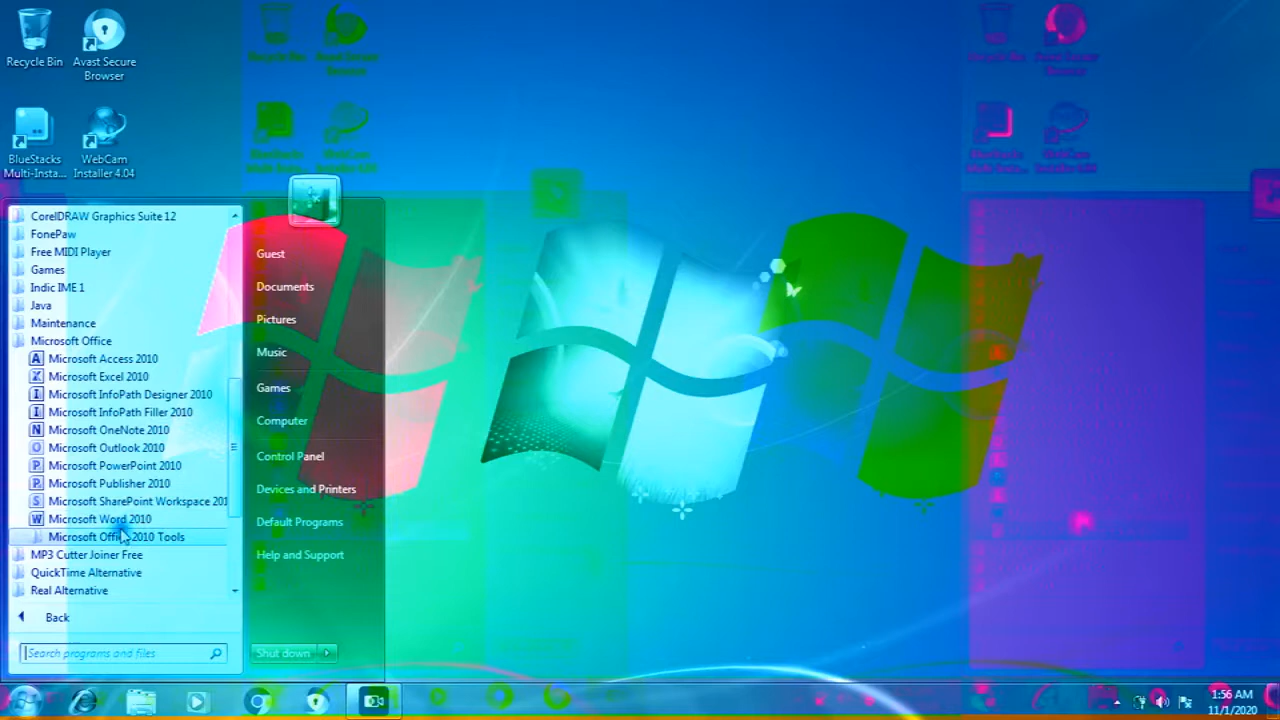 Recycle Bin
Avast Secure
Browser
BlueStacks
Multi-Insta...
WebCam
Installer 4.04
CorelDRAW Graphics Suite 12
FonePaw
Free MIDI Player
Games
Indic IME 1
Java
Maintenance
Microsoft Office
Microsoft Access 2010
Microsoft Excel 2010
Microsoft InfoPath Designer 2010
Microsoft InfoPath Filler 2010
Microsoft OneNote 2010
Microsoft Outlook 2010
Microsoft PowerPoint 2010
Microsoft Publisher 2010
Microsoft SharePoint Workspace 201
Microsoft Word 2010
Microsoft Office 2010 Tools
MP3 Cutter Joiner Free
QuickTime Alternative
Real Alternative
Back
Search programs and files
Guest
Documents
Pictures
Music
Games
Computer
Control Panel
Devices and Printers
Default Programs
Help and Support
Shut down
1:56 AM
11/1/2020